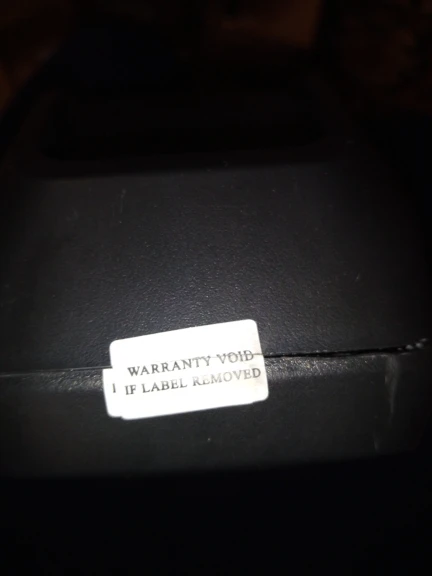 WARRANTY VOID
IF LABEL REMOVED